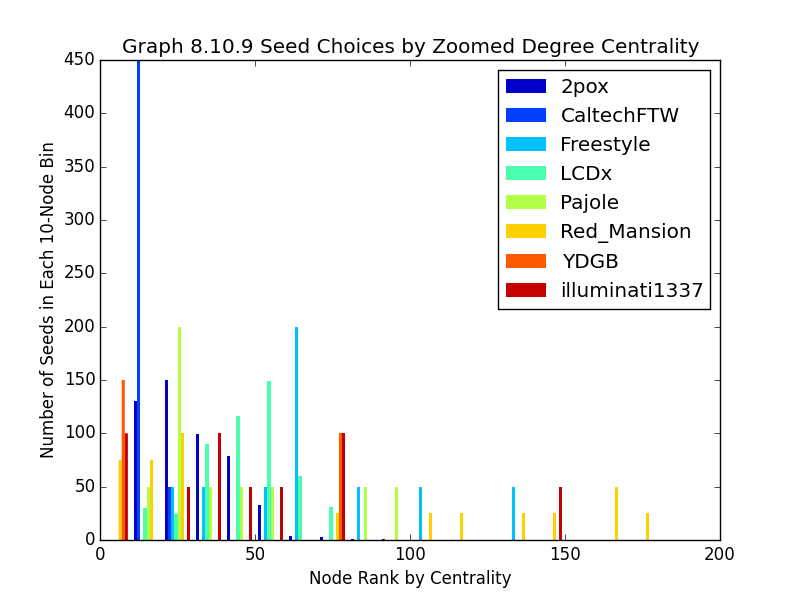 Graph 8.10.9 Seed Choices by Zoomed Degree Centrality
Number of Seeds in Each 10-Node Bin
450
400
350
300
250
200
150
100
50
0
2pox
CaltechFTW
Freestyle
LCDx
Pajole
Red_Mansion
YDGB
illuminati1337
0 50 100 150 200
Node Rank by Centrality